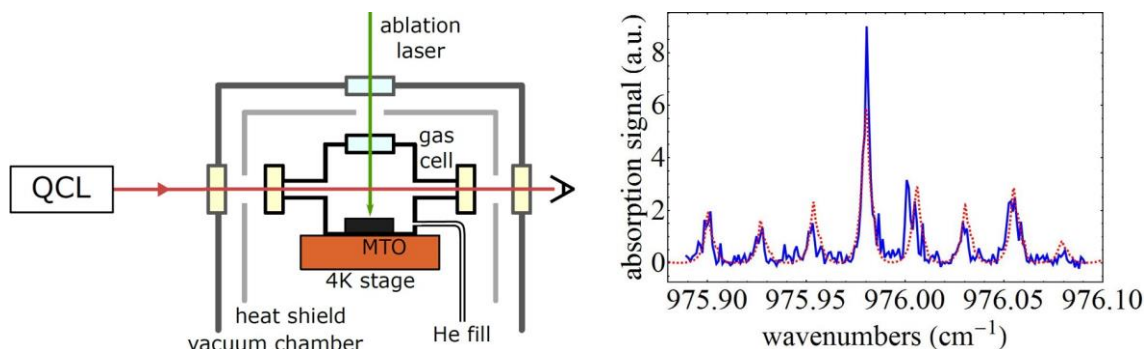 ablation
laser
gas
cell
QCL
MTO
4K stage
heat shield
He fill
vacuum chamber
absorption signal (a.u.)
8
6
4
2
0
975.90 975.95 976.00 976.05 976.10
wavenumbers (cm⁻¹)